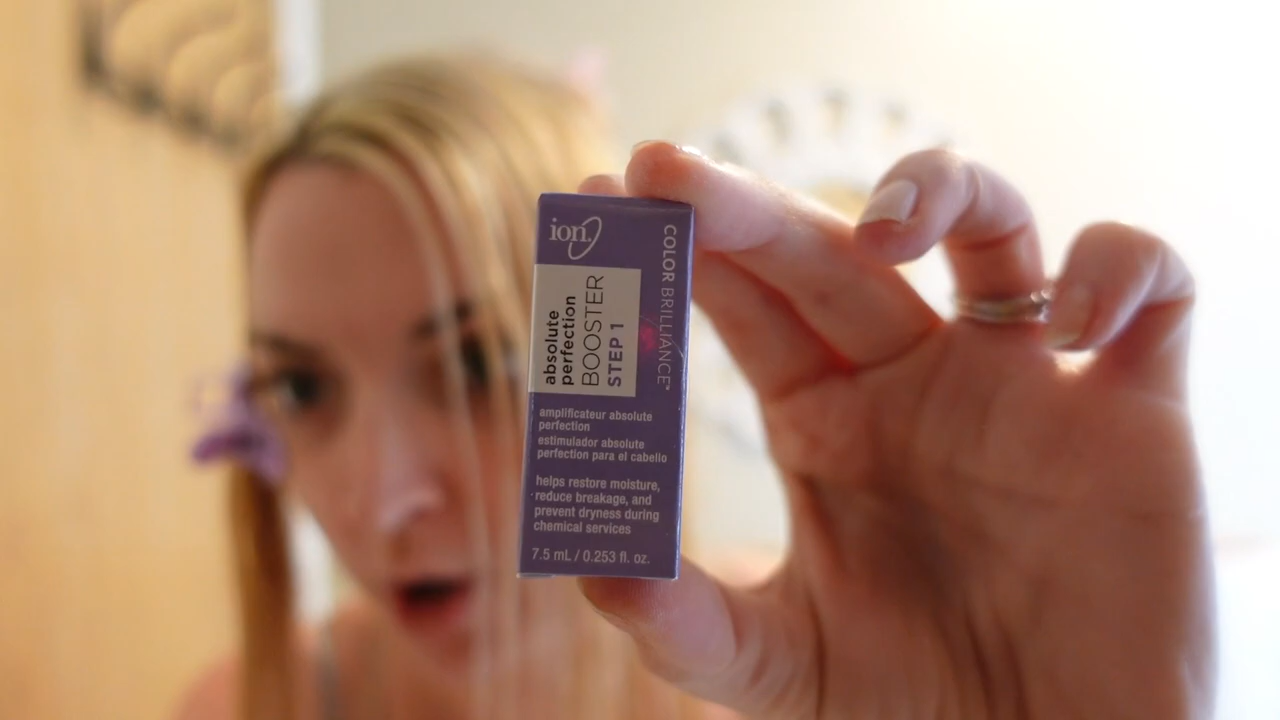 ion.
COLOR BRILLIANCE™
absolute
perfection
BOOSTER
STEP 1
amplificateur absolute
perfection
estimulador absolute
perfection para el cabello
helps restore moisture,
reduce breakage, and
prevent dryness during
chemical services
7.5 mL / 0.253 fl. oz.